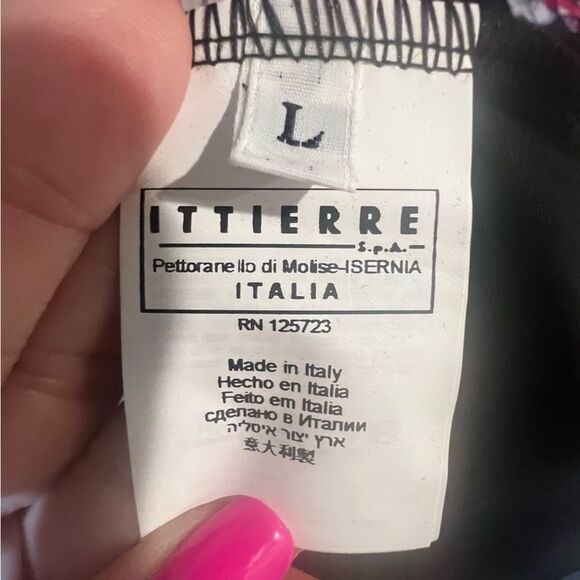 L
ITTIERRE
S.p.A.
Pettoranello di Molise-ISERNIA
ITALIA
RN 125723
Made in Italy
Hecho en Italia
Feito em Italia
сделано в Италии
ארץ יצור איטליה
意大利製